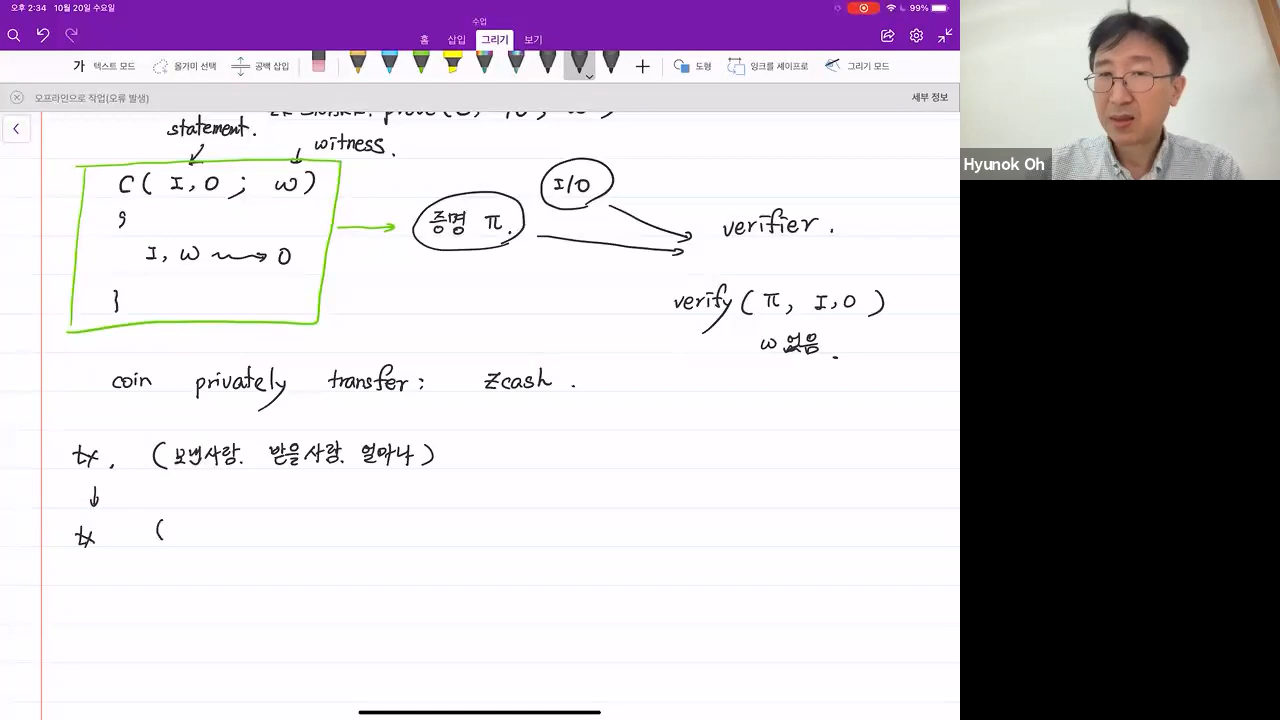 오후 2:34 10월 20일 수요일
99%
수업
홈 삽입 그리기 보기
가 텍스트 모드 올가미 선택 공백 삽입 도형 잉크를 셰이프로 그리기 모드
오프라인으로 작업(오류 발생) 세부 정보
statement.
witness.
C( I,O ; w)
I/O
증명 π.
verifier.
I, w ⟿ O
}
verify(π, I,O)
w 없음.
coin privately transfer: Zcash.
tx. (보낸사람. 받을사람. 얼마나)
↓
tx (
Hyunok Oh